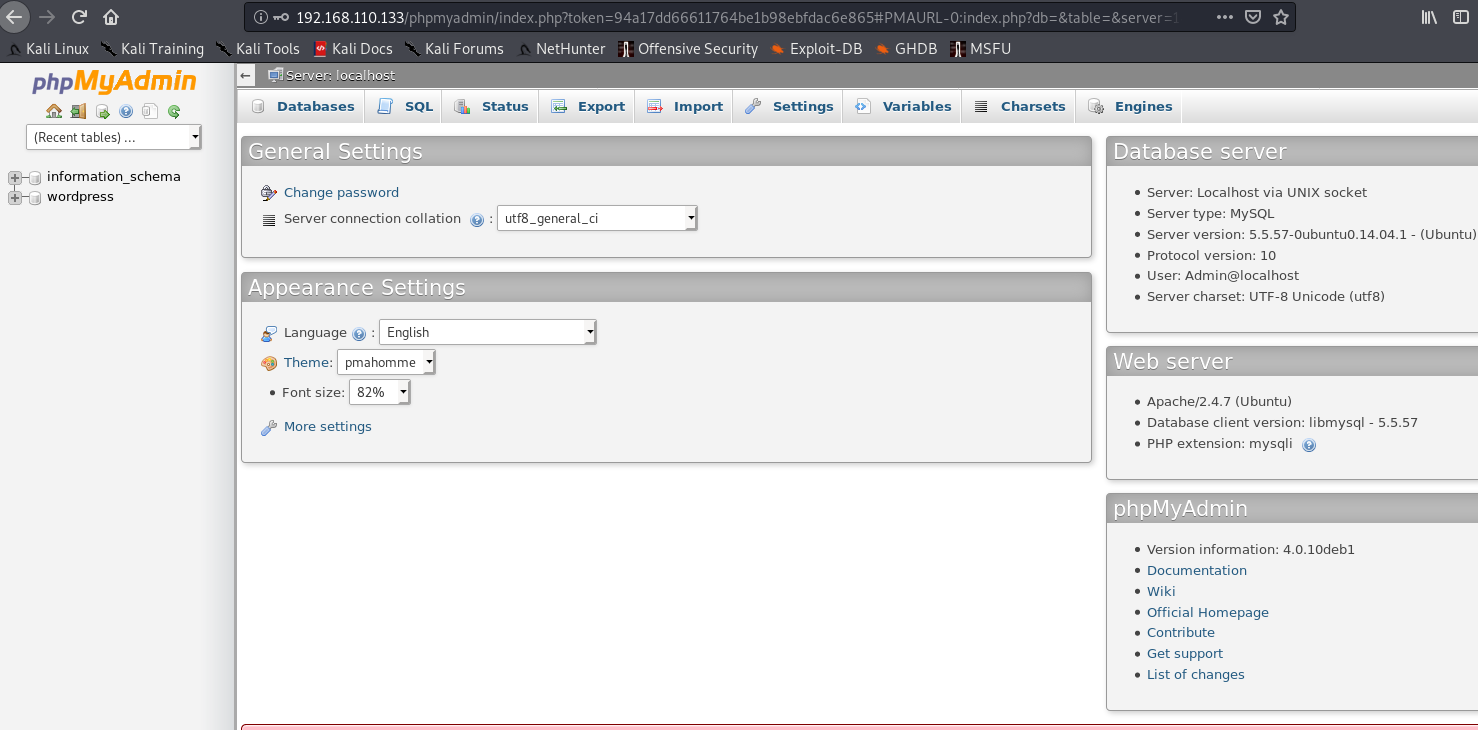 192.168.110.133/phpmyadmin/index.php?token=94a17dd66611764be1b98ebfdac6e865#PMAURL-0:index.php?db=&table=&server=1
Kali Linux Kali Training Kali Tools Kali Docs Kali Forums NetHunter Offensive Security Exploit-DB GHDB MSFU
phpMyAdmin
(Recent tables) ...
information_schema
wordpress
Server: localhost
Databases SQL Status Export Import Settings Variables Charsets Engines
General Settings
Change password
Server connection collation : utf8_general_ci
Appearance Settings
Language : English
Theme: pmahomme
• Font size: 82%
More settings
Database server
• Server: Localhost via UNIX socket
• Server type: MySQL
• Server version: 5.5.57-0ubuntu0.14.04.1 - (Ubuntu)
• Protocol version: 10
• User: Admin@localhost
• Server charset: UTF-8 Unicode (utf8)
Web server
• Apache/2.4.7 (Ubuntu)
• Database client version: libmysql - 5.5.57
• PHP extension: mysqli
phpMyAdmin
• Version information: 4.0.10deb1
• Documentation
• Wiki
• Official Homepage
• Contribute
• Get support
• List of changes